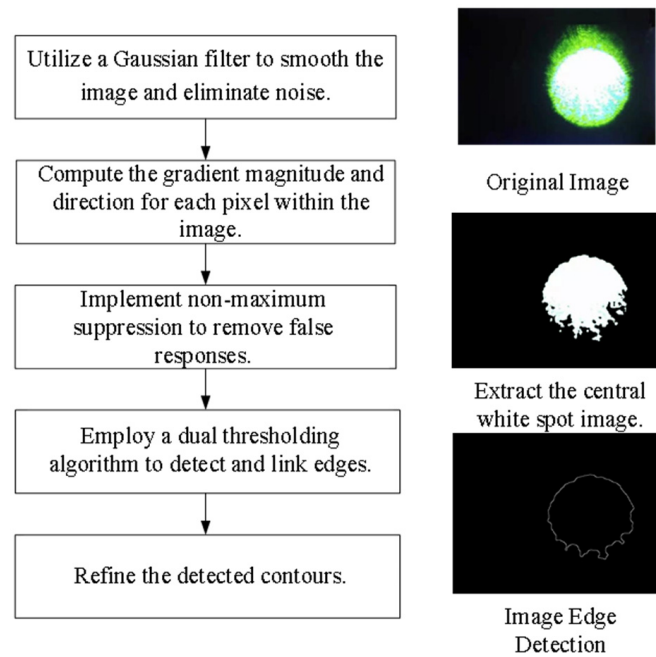 Utilize a Gaussian filter to smooth the
image and eliminate noise.
Compute the gradient magnitude and
direction for each pixel within the
image.
Implement non-maximum
suppression to remove false
responses.
Employ a dual thresholding
algorithm to detect and link edges.
Refine the detected contours.
Original Image
Extract the central
white spot image.
Image Edge
Detection